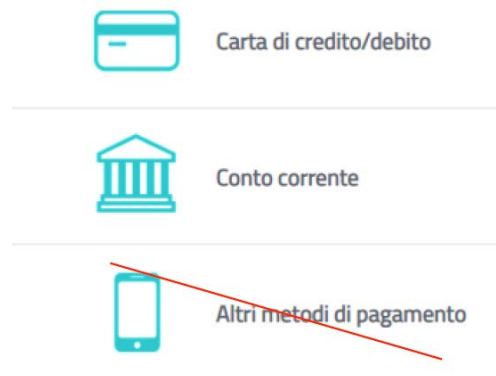 Carta di credito/debito
Conto corrente
Altri metodi di pagamento